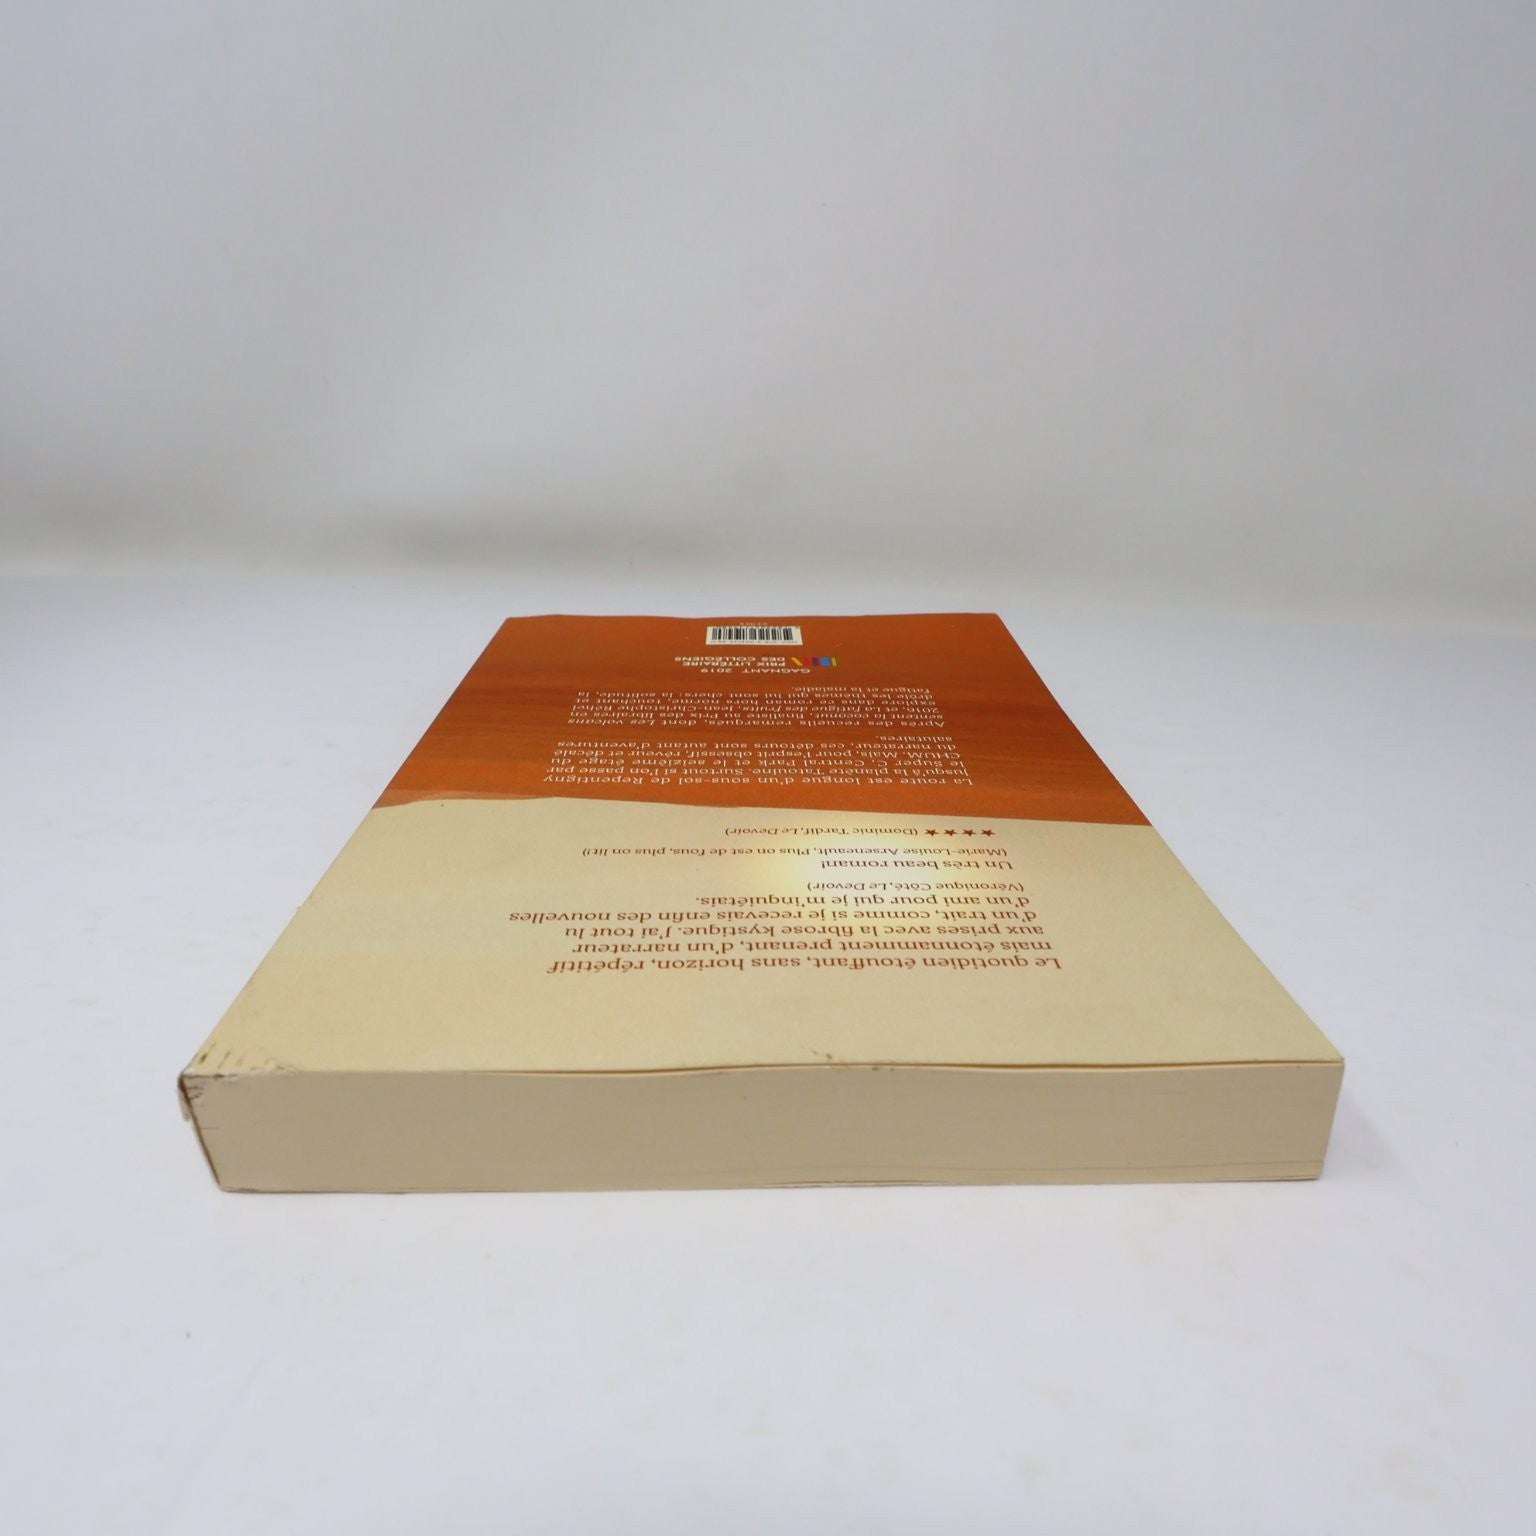 Le quotidien étouffant, sans horizon, répétitif
mais étonnamment prenant, d'un narrateur
aux prises avec la fibrose kystique. J'ai tout lu
d'un trait, comme si je recevais enfin des nouvelles
d'un ami pour qui je m'inquiétais.
(Véronique Côté, Le Devoir)
Un très beau roman!
(Marie-Louise Arseneault, Plus on est de fous, plus on lit!)
★★★★ (Dominic Tardif, Le Devoir)
La route est longue d'un sous-sol de Repentigny
jusqu'à la planète Tatouine. Surtout si l'on passe par
le Super C, Central Park et le seizième étage du
CHUM. Mais, pour l'esprit obsessif, rêveur et décalé
du narrateur, ces détours sont autant d'aventures
salutaires.
Après des recueils remarqués, dont Les volcans
sentent la coconut, finaliste au Prix des libraires en
2016, et La fatigue des fruits, Jean-Christophe Réhel
explore dans ce roman hors norme, touchant et
drôle les thèmes qui lui sont chers : la solitude, la
fatigue et la maladie.
GAGNANT 2019
PRIX LITTÉRAIRE
DES COLLÉGIENS